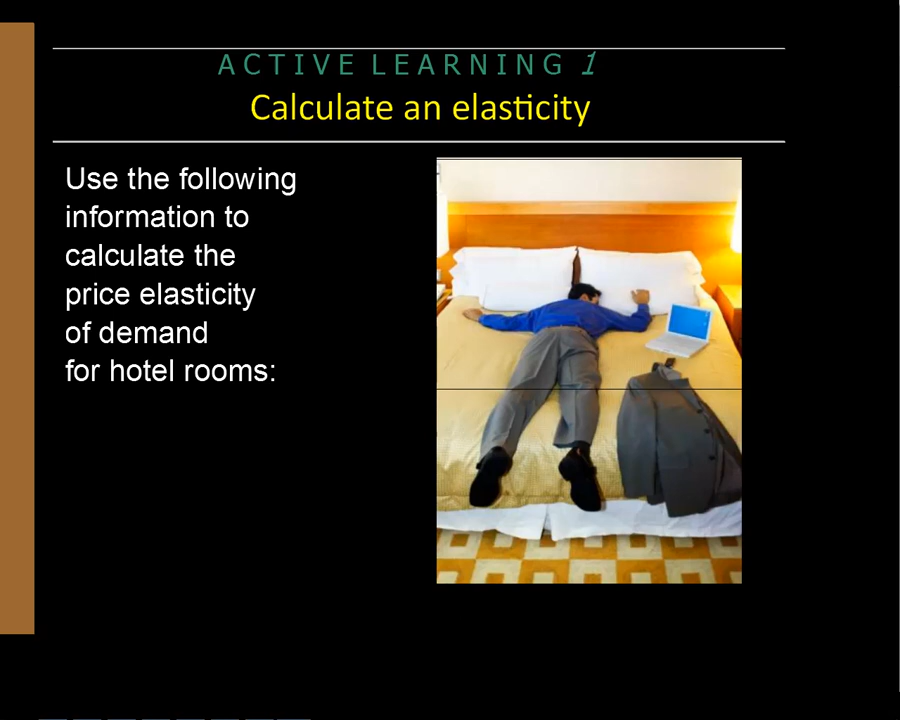 ACTIVE LEARNING 1
Calculate an elasticity
Use the following
information to
calculate the
price elasticity
of demand
for hotel rooms: